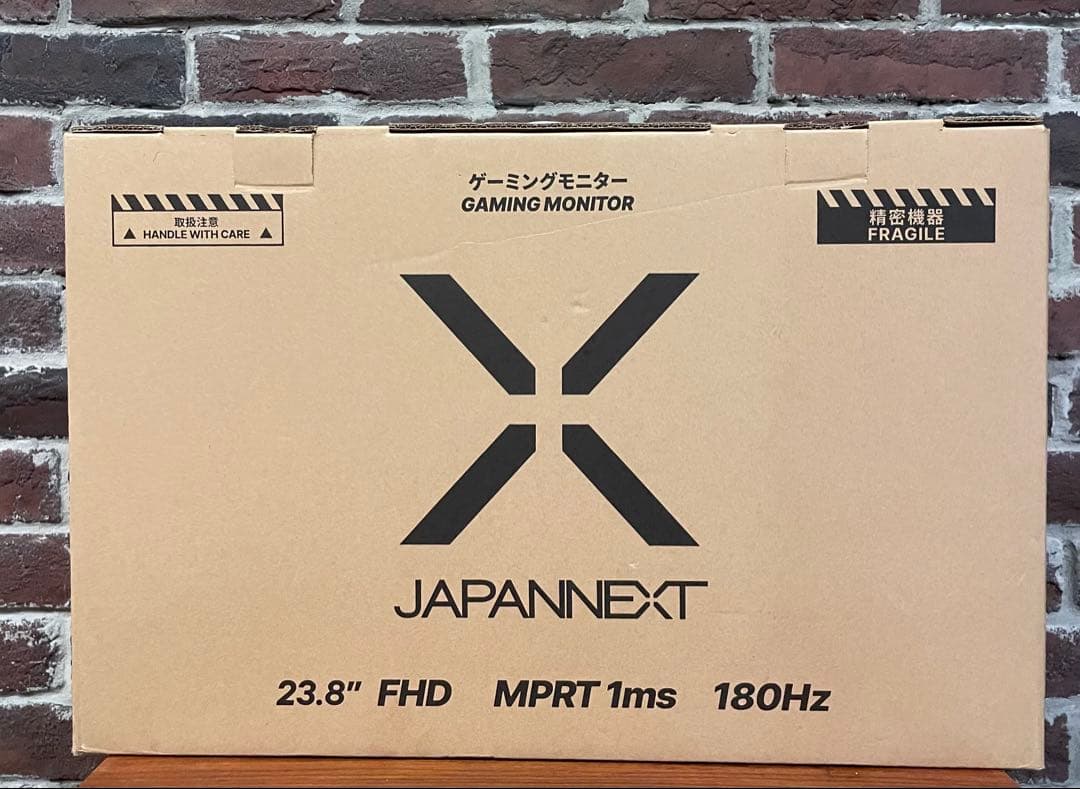 ゲーミングモニター
GAMING MONITOR
取扱注意
HANDLE WITH CARE
精密機器
FRAGILE
JAPANNEXT
23.8" FHD MPRT 1ms 180Hz